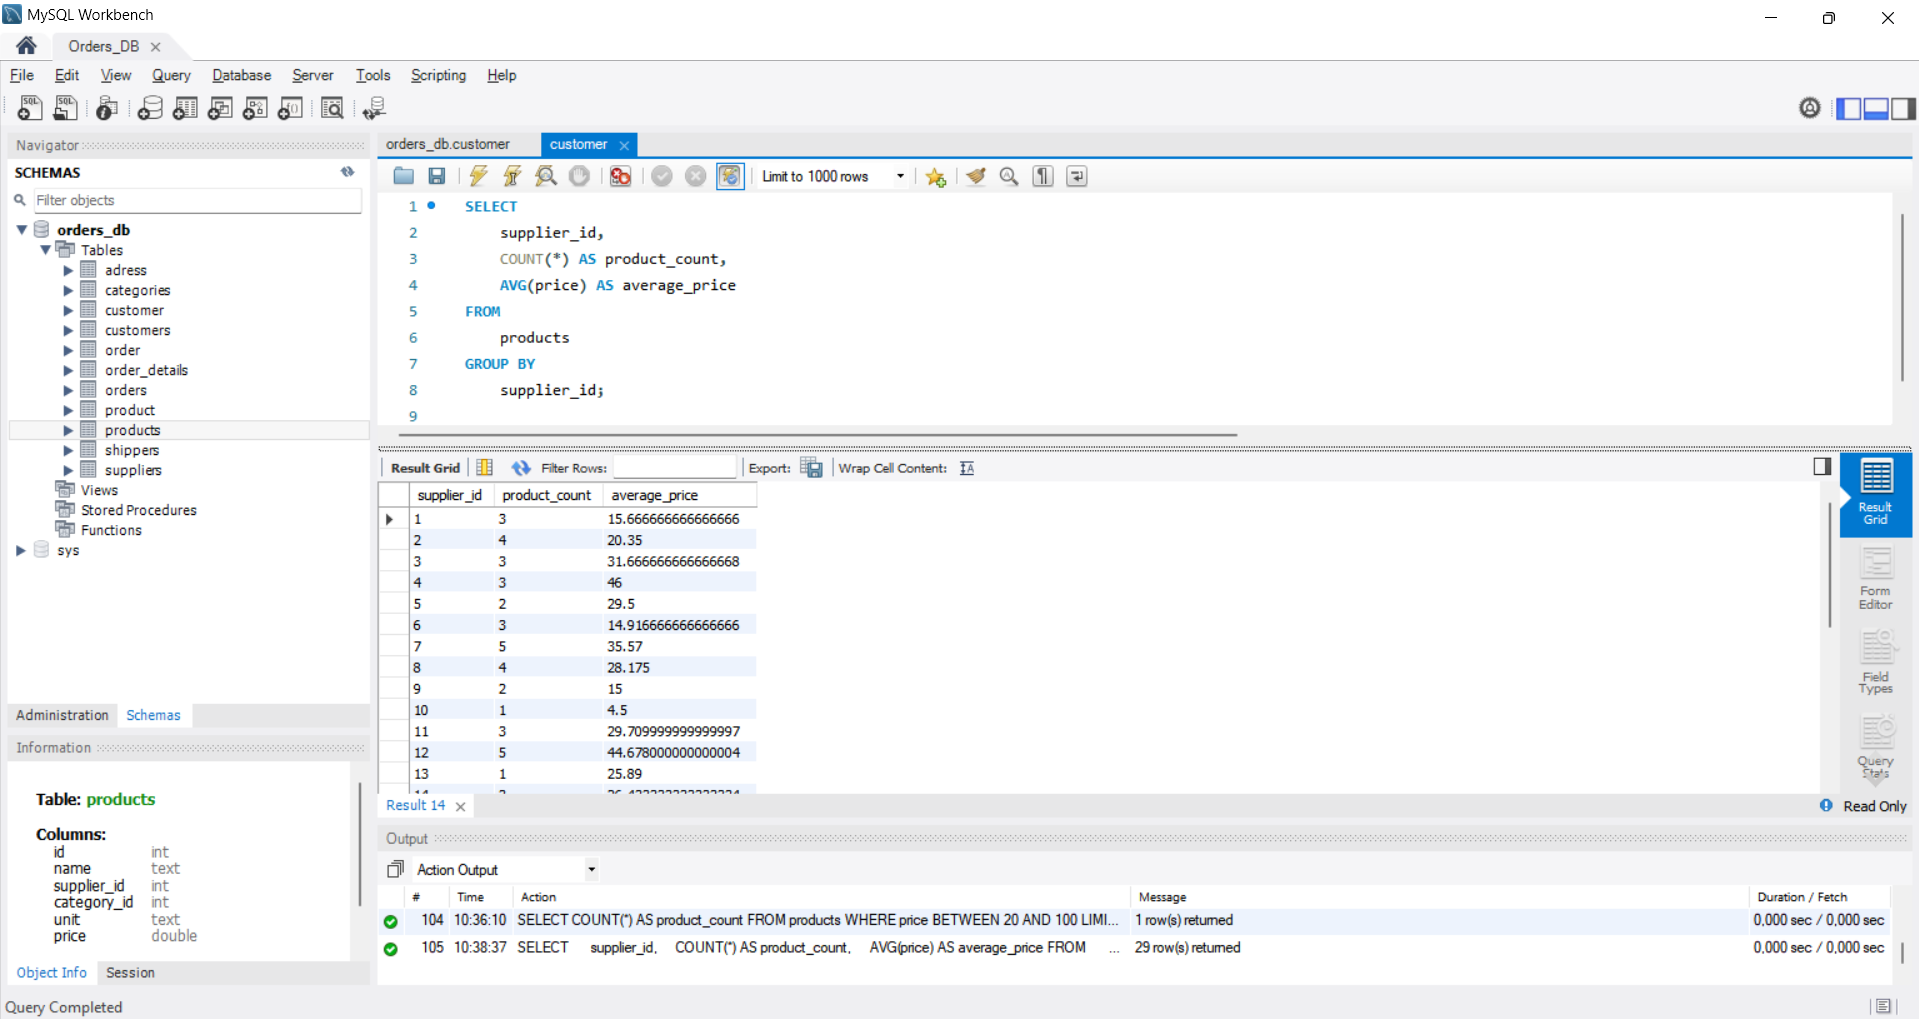 MySQL Workbench
Orders_DB
File Edit View Query Database Server Tools Scripting Help
Navigator
SCHEMAS
Filter objects
orders_db
Tables
adress
categories
customer
customers
order
order_details
orders
product
products
shippers
suppliers
Views
Stored Procedures
Functions
sys
Administration Schemas
Information
Table: products
Columns:
id int
name text
supplier_id int
category_id int
unit text
price double
Object Info Session
orders_db.customer customer
Limit to 1000 rows
1 SELECT
2 supplier_id,
3 COUNT(*) AS product_count,
4 AVG(price) AS average_price
5 FROM
6 products
7 GROUP BY
8 supplier_id;
9
Result Grid Filter Rows: Export: Wrap Cell Content:
supplier_id product_count average_price
1 3 15.666666666666666
2 4 20.35
3 3 31.666666666666668
4 3 46
5 2 29.5
6 3 14.916666666666666
7 5 35.57
8 4 28.175
9 2 15
10 1 4.5
11 3 29.709999999999997
12 5 44.678000000000004
13 1 25.89
Result Grid
Form Editor
Field Types
Query Stats
Result 14
Read Only
Output
Action Output
# Time Action Message Duration / Fetch
104 10:36:10 SELECT COUNT(*) AS product_count FROM products WHERE price BETWEEN 20 AND 100 LIMI... 1 row(s) returned 0,000 sec / 0,000 sec
105 10:38:37 SELECT supplier_id, COUNT(*) AS product_count, AVG(price) AS average_price FROM ... 29 row(s) returned 0,000 sec / 0,000 sec
Query Completed